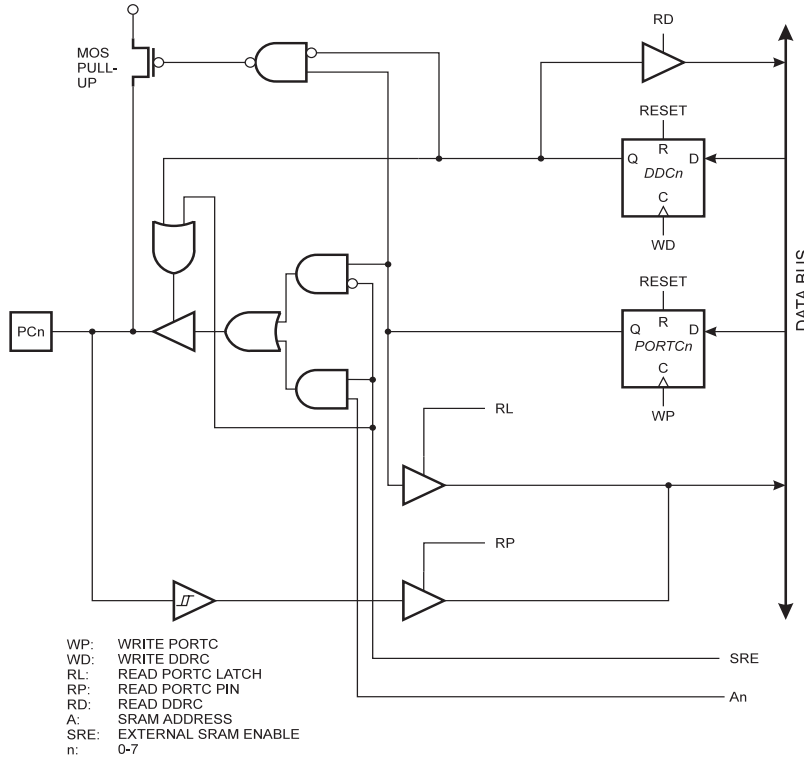 RD
MOS
PULL-
UP
RESET
R
Q
D
DDCn
C
WD
DATA BUS
RESET
R
Q
D
PORTCn
C
WP
PCn
RL
RP
SRE
An
WP: WRITE PORTC
WD: WRITE DDRC
RL: READ PORTC LATCH
RP: READ PORTC PIN
RD: READ DDRC
A: SRAM ADDRESS
SRE: EXTERNAL SRAM ENABLE
n: 0-7